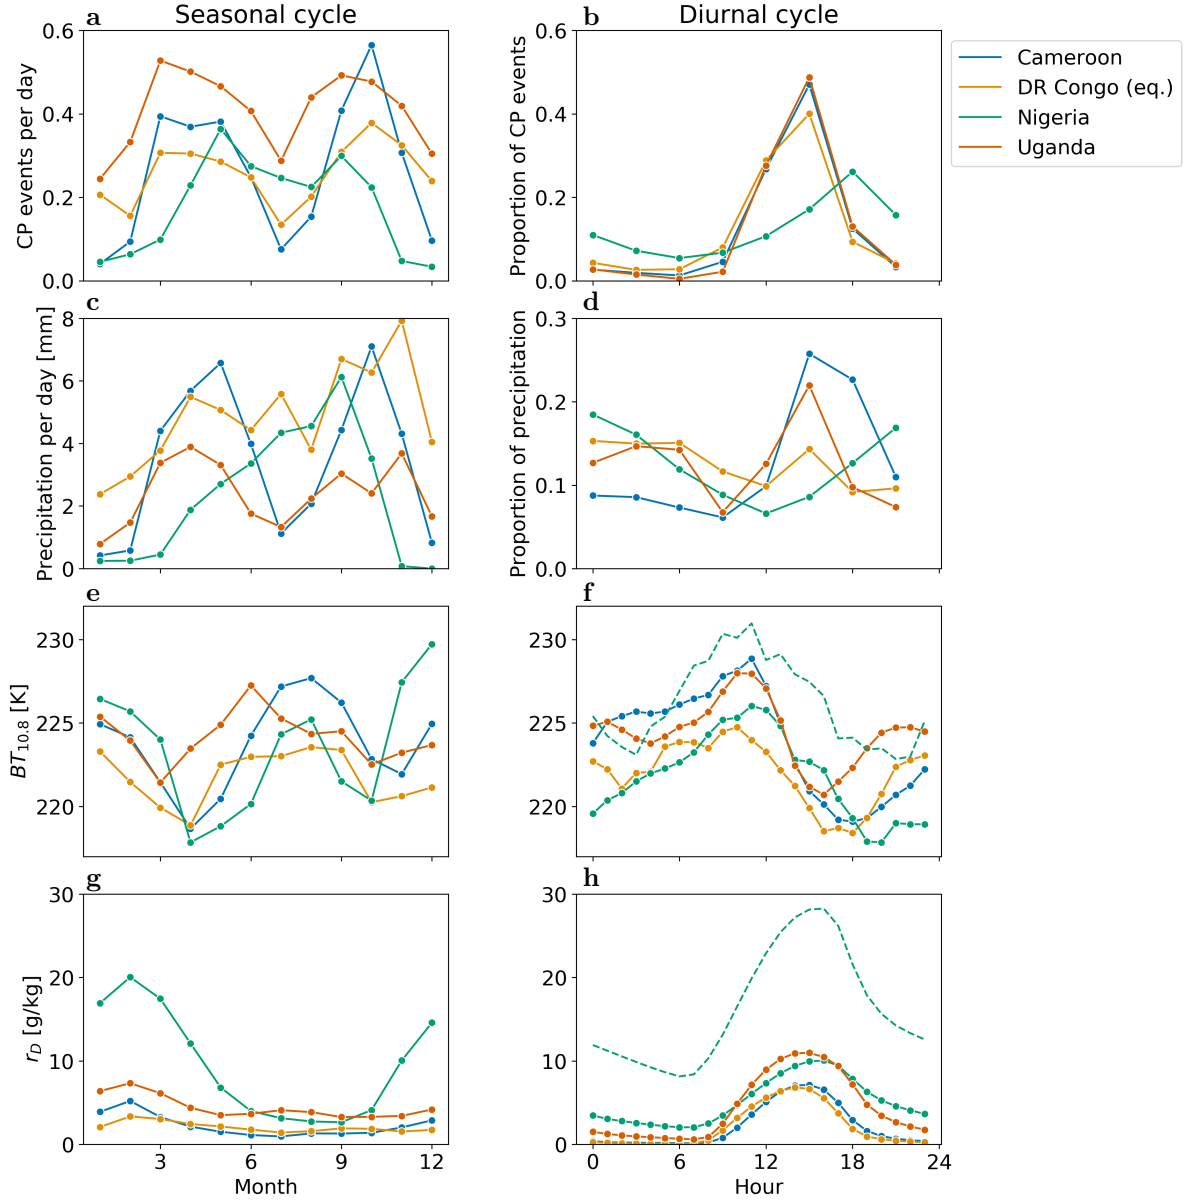 a Seasonal cycle
b Diurnal cycle
0.6
0.4
0.2
0.0
CP events per day
0.6
0.4
0.2
0.0
Proportion of CP events
Cameroon
DR Congo (eq.)
Nigeria
Uganda
c
d
8
6
4
2
0
Precipitation per day [mm]
0.3
0.2
0.1
0.0
Proportion of precipitation
e
f
230
225
220
BT10.8 [K]
230
225
220
g
h
30
20
10
0
rD [g/kg]
30
20
10
0
3 6 9 12
Month
0 6 12 18 24
Hour